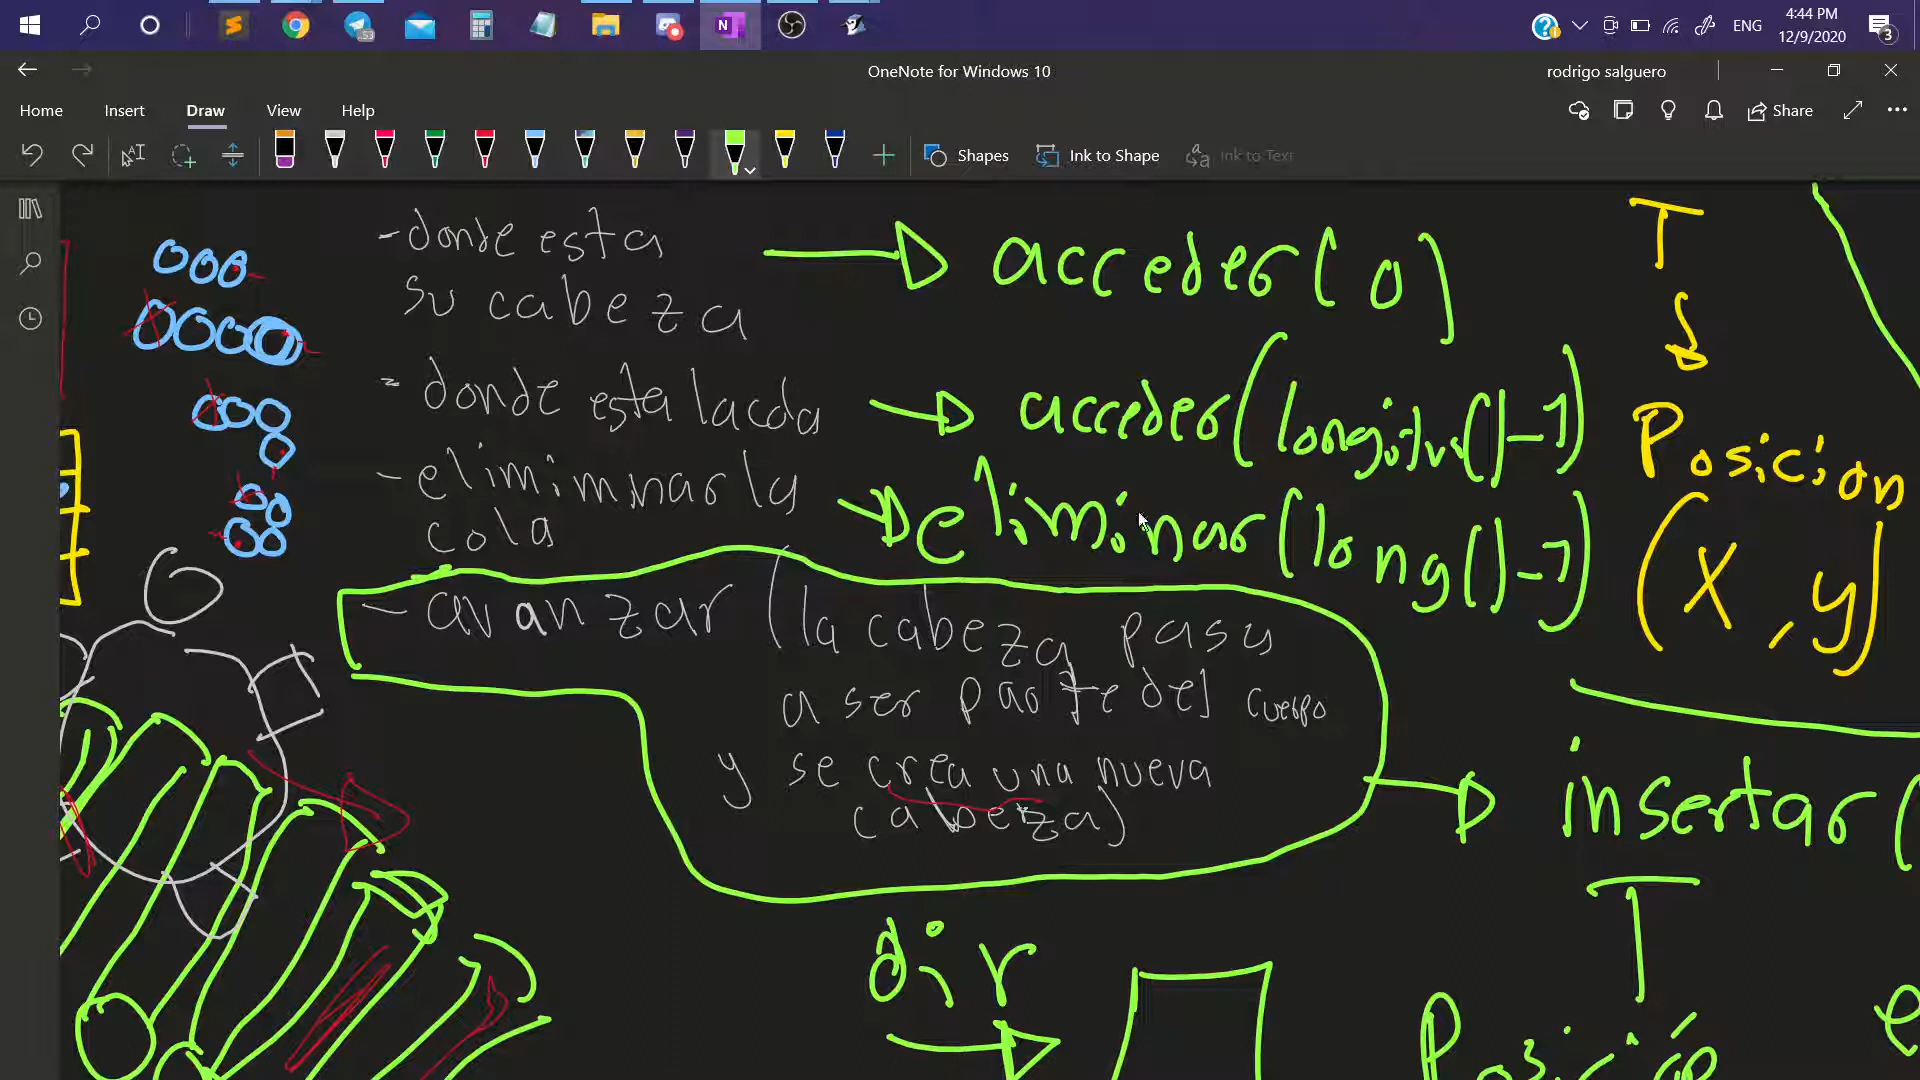 53
ENG
4:44 PM
12/9/2020
3
OneNote for Windows 10
rodrigo salguero
Home
Insert
Draw
View
Help
Share
Shapes
Ink to Shape
Ink to Text
- donde esta
su cabeza
acceder(0)
- donde esta la cola
acceder(longitud()-1)
- eliminar la
cola
eliminar(long()-1)
T
Posicion
(X,y)
- avanzar (la cabeza pasa
a ser parte del cuerpo
y se crea una nueva
cabeza)
insertar(
T
dir